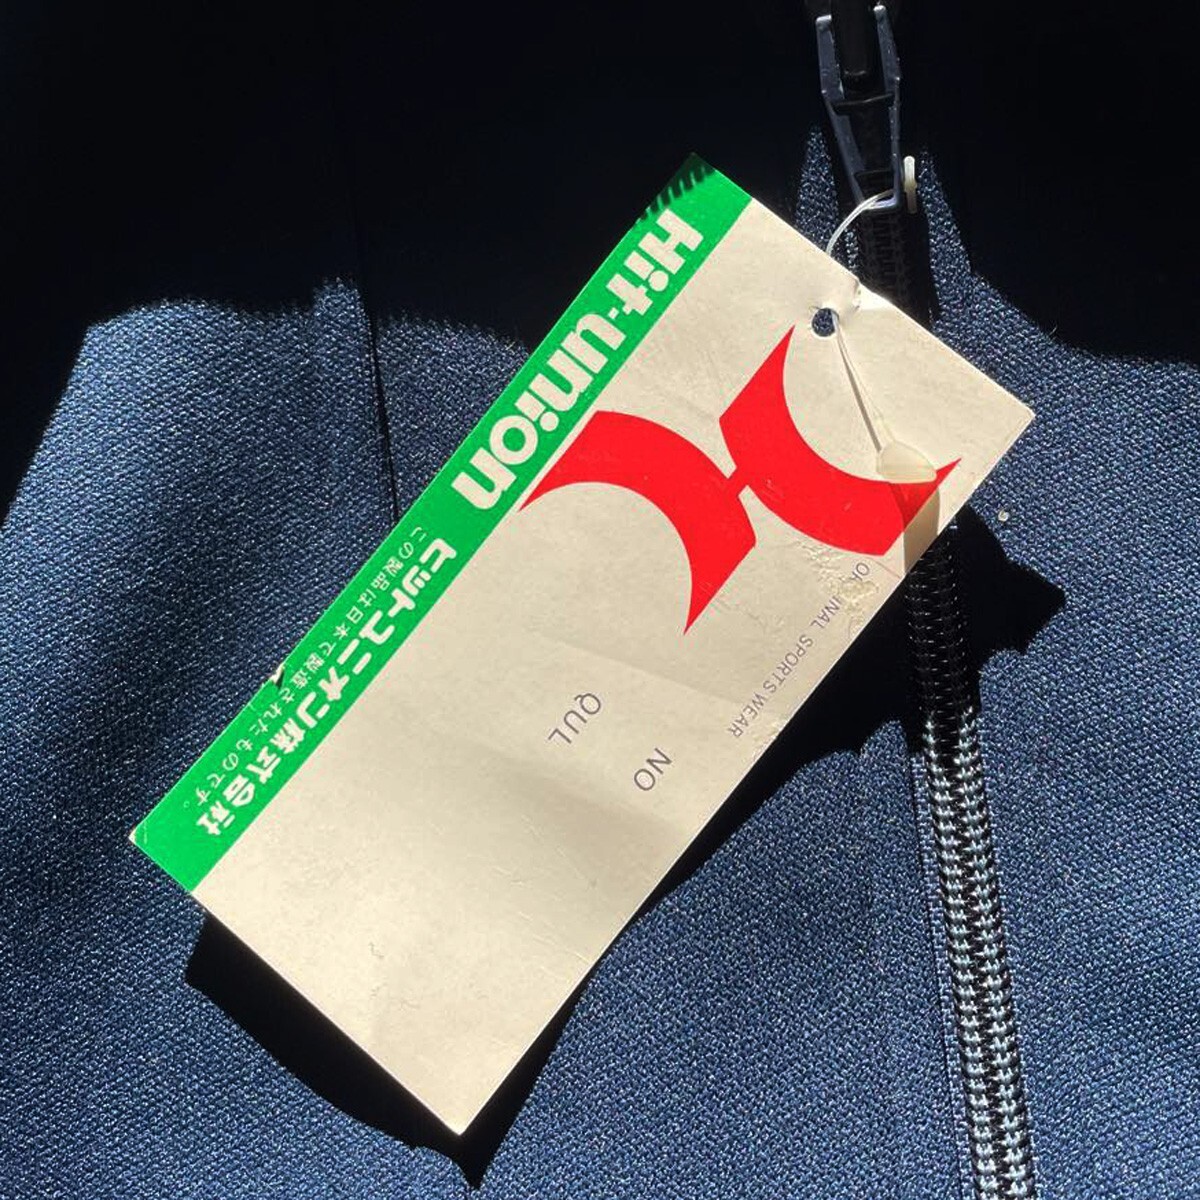 Hit-union
ヒットユニオン株式会社
この製品は日本で製造されたものです。
ORIGINAL SPORTS WEAR
NO
QUL